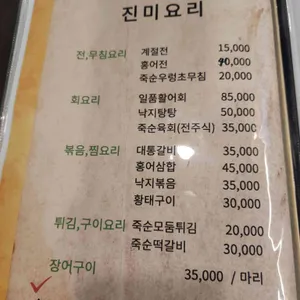 진미요리
전,무침요리 계절전 15,000
홍어전 40,000
죽순우렁초무침 20,000
회요리 일품활어회 85,000
낙지탕탕 50,000
죽순육회(전주식) 35,000
볶음,찜요리 대통갈비 35,000
홍어삼합 45,000
낙지볶음 35,000
황태구이 30,000
튀김,구이요리 죽순모둠튀김 20,000
죽순떡갈비 30,000
장어구이 35,000 / 마리